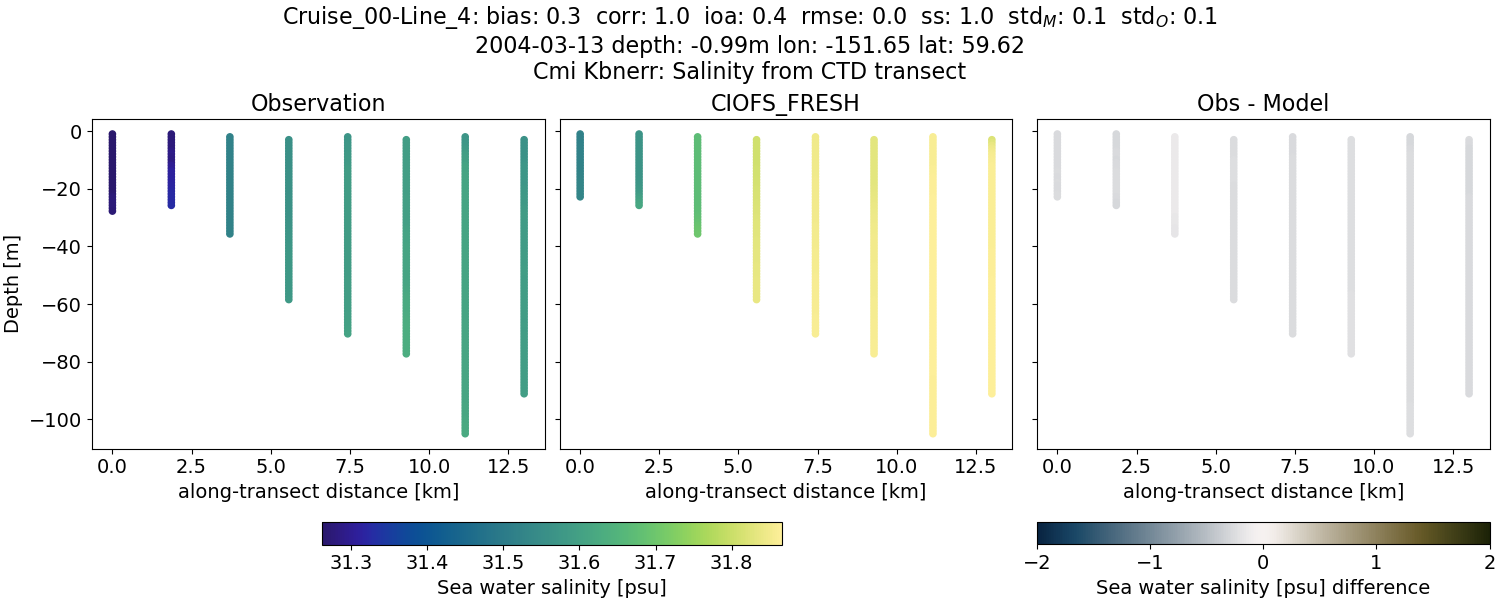 Cruise_00-Line_4: bias: 0.3 corr: 1.0 ioa: 0.4 rmse: 0.0 ss: 1.0 std_M: 0.1 std_O: 0.1
2004-03-13 depth: -0.99m lon: -151.65 lat: 59.62
Cmi Kbnerr: Salinity from CTD transect
Observation
CIOFS_FRESH
Obs - Model
Depth [m]
0
−20
−40
−60
−80
−100
0.0 2.5 5.0 7.5 10.0 12.5
0.0 2.5 5.0 7.5 10.0 12.5
0.0 2.5 5.0 7.5 10.0 12.5
along-transect distance [km]
along-transect distance [km]
along-transect distance [km]
31.3 31.4 31.5 31.6 31.7 31.8
Sea water salinity [psu]
−2 −1 0 1 2
Sea water salinity [psu] difference